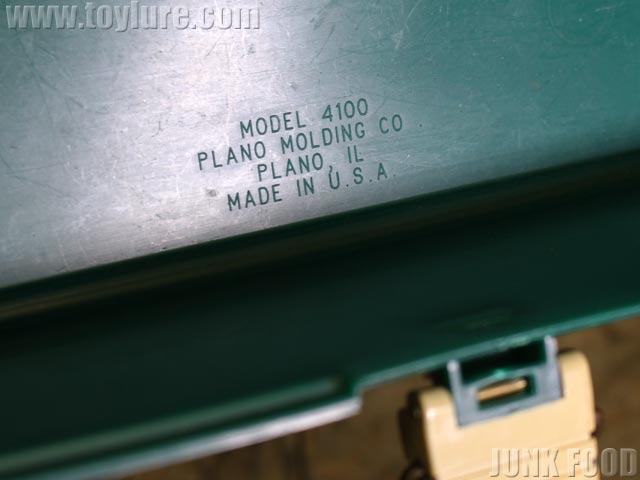 www.toylure.com
MODEL 4100
PLANO MOLDING CO.
PLANO, IL
MADE IN U.S.A.
JUNK FOOD